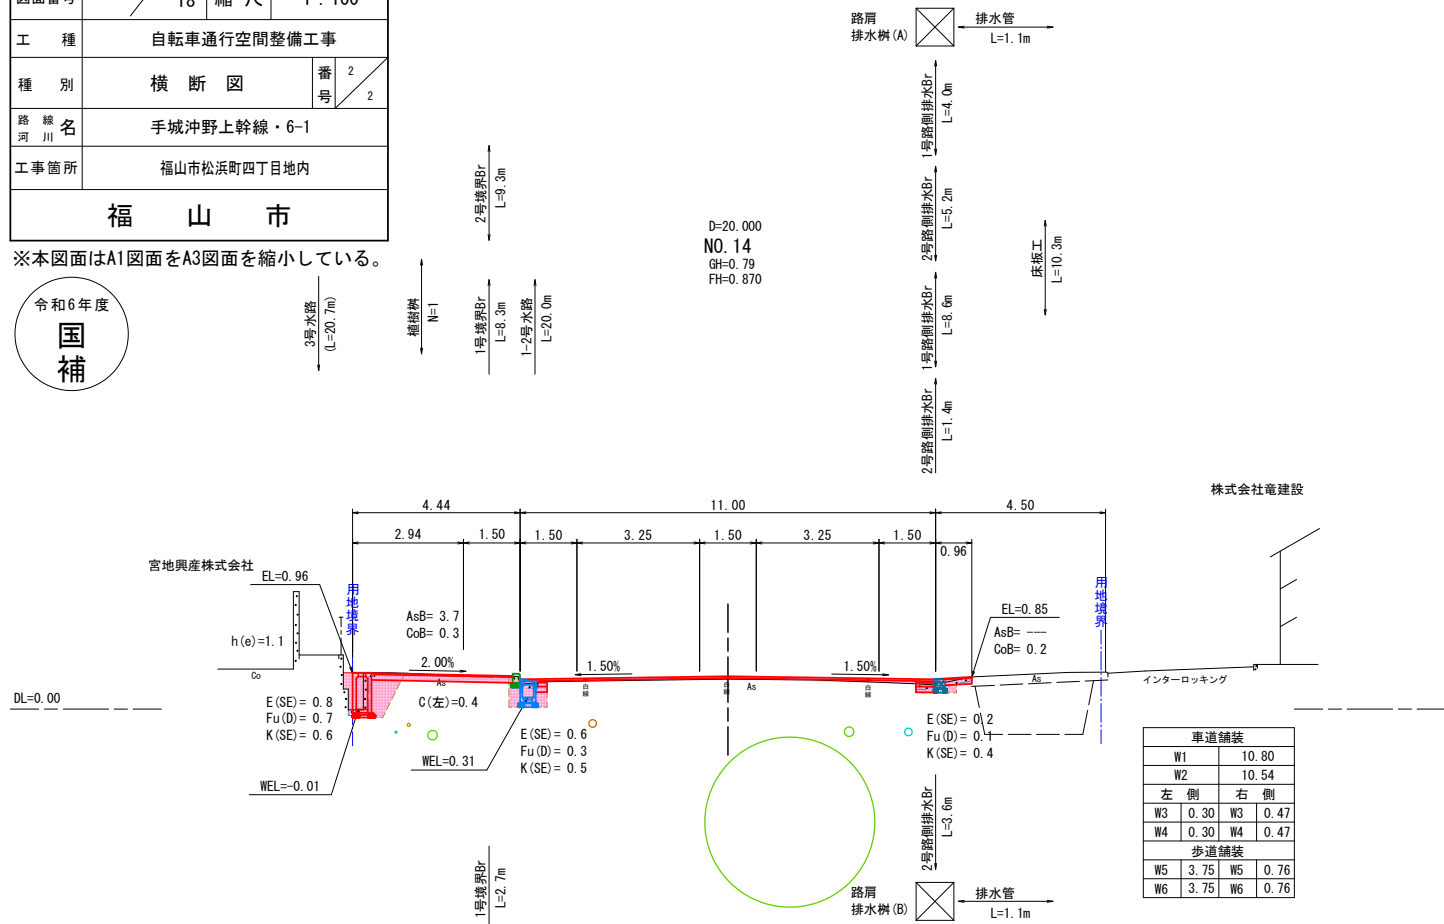 図面番号 18 縮尺 1:100
工種 自転車通行空間整備工事
種別 横断図 番号 2/2
路線河川名 手城沖野上幹線・6-1
工事箇所 福山市松浜町四丁目地内
福山市
※本図面はA1図面をA3図面を縮小している。
令和6年度
国
補
3号水路
(L=20.7m)
植樹桝
N=1
2号境界Br
L=9.3m
1号境界Br
L=8.3m
1-2号水路
L=20.0m
D=20.000
NO.14
GH=0.79
FH=0.870
路肩
排水桝(A)
排水管
L=1.1m
1号路側排水Br
L=4.0m
2号路側排水Br
L=5.2m
1号路側排水Br
L=8.6m
2号路側排水Br
L=1.4m
床板工
L=10.3m
株式会社竜建設
4.44 11.00 4.50
2.94 1.50 1.50 3.25 1.50 3.25 1.50 0.96
宮地興産株式会社
EL=0.96
用地境界
h(e)=1.1
Co
AsB= 3.7
CoB= 0.3
2.00%
As
C(左)=0.4
1.50%
白線
As
白線
1.50%
EL=0.85
AsB= ---
CoB= 0.2
用地境界
As
インターロッキング
DL=0.00
E(SE)= 0.8
Fu(D)= 0.7
K(SE)= 0.6
WEL=-0.01
WEL=0.31
E(SE)= 0.6
Fu(D)= 0.3
K(SE)= 0.5
E(SE)= 0.2
Fu(D)= 0.1
K(SE)= 0.4
車道舗装
W1 10.80
W2 10.54
左側 右側
W3 0.30 W3 0.47
W4 0.30 W4 0.47
歩道舗装
W5 3.75 W5 0.76
W6 3.75 W6 0.76
1号境界Br
L=2.7m
2号路側排水Br
L=3.6m
路肩
排水桝(B)
排水管
L=1.1m